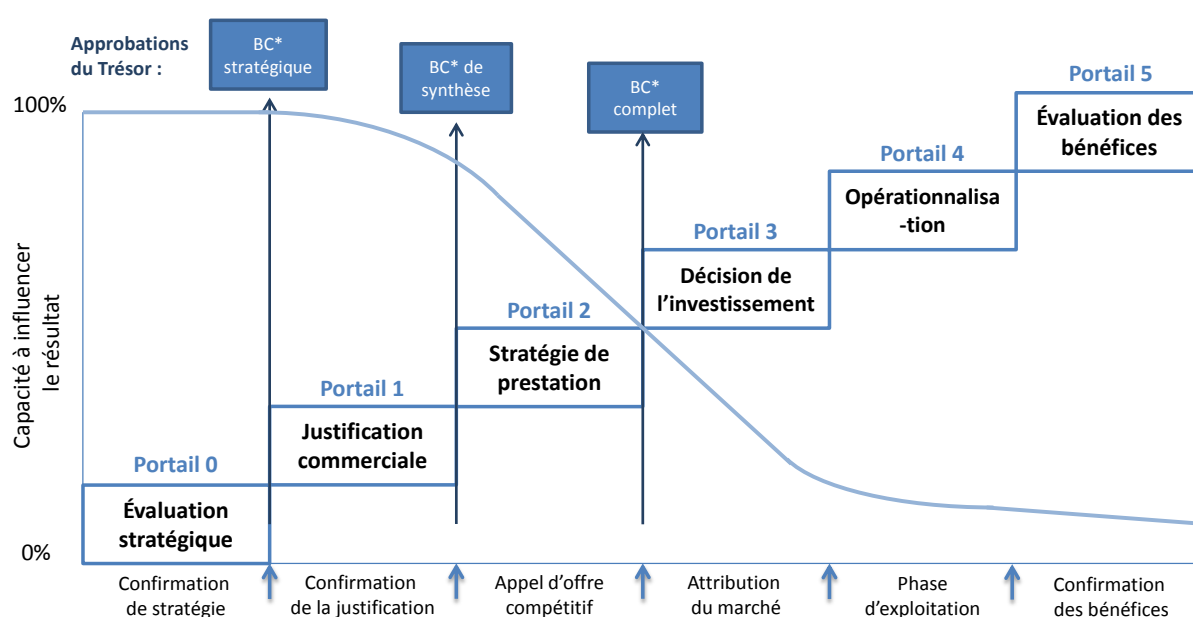 Approbations
du Trésor :
BC*
stratégique
BC* de
synthèse
BC*
complet
100%
0%
Capacité à influencer
le résultat
Portail 0
Évaluation
stratégique
Portail 1
Justification
commerciale
Portail 2
Stratégie de
prestation
Portail 3
Décision de
l’investissement
Portail 4
Opérationnalisa
-tion
Portail 5
Évaluation des
bénéfices
Confirmation
de stratégie
Confirmation
de la justification
Appel d’offre
compétitif
Attribution
du marché
Phase
d’exploitation
Confirmation
des bénéfices